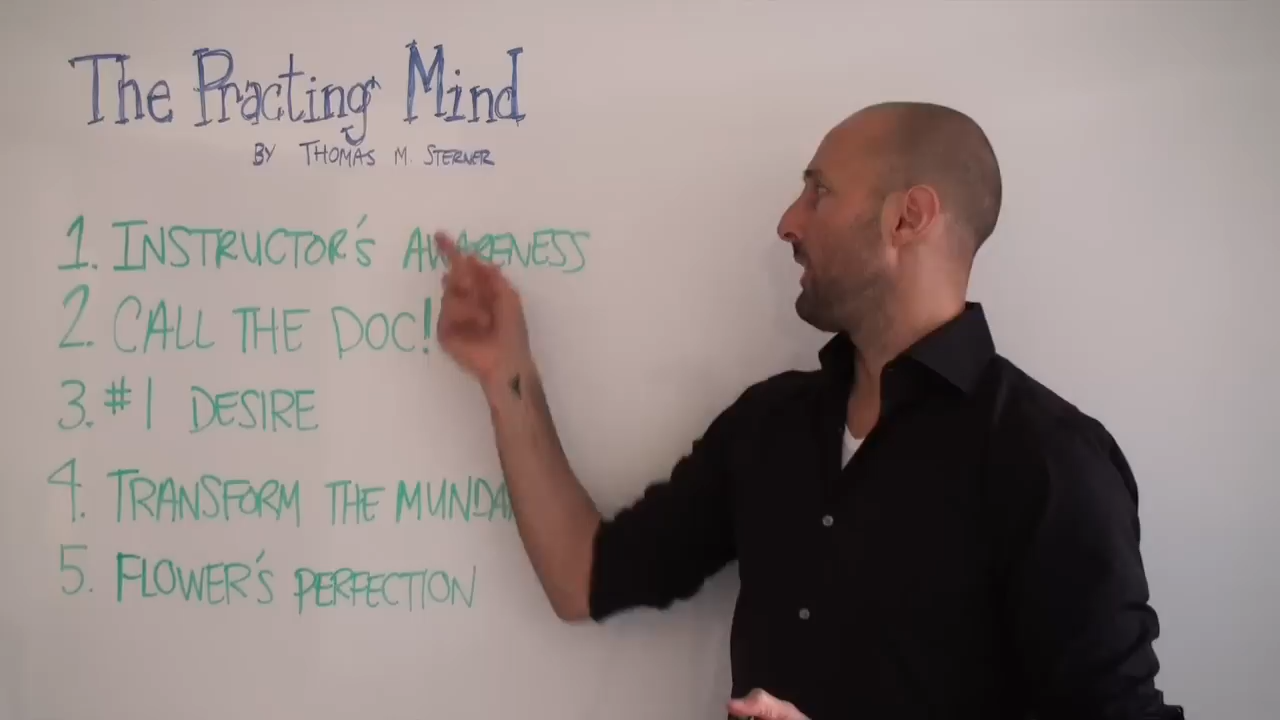 The Practing Mind
BY THOMAS M. STERNER
1. INSTRUCTOR'S AWARENESS
2. CALL THE DOC!
3. #1 DESIRE
4. TRANSFORM THE
5. FLOWER'S PERFECTION